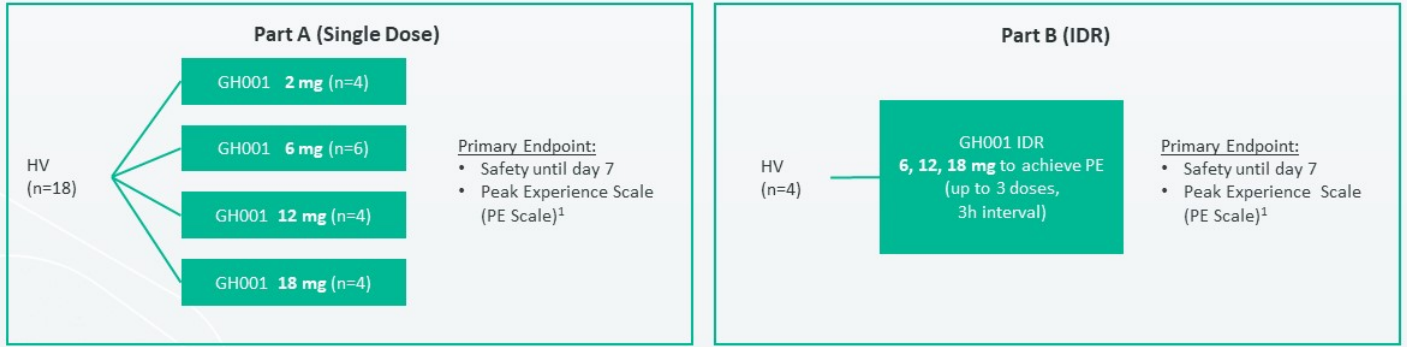 Part A (Single Dose)
HV
(n=18)
GH001 2 mg (n=4)
GH001 6 mg (n=6)
GH001 12 mg (n=4)
GH001 18 mg (n=4)
Primary Endpoint:
• Safety until day 7
• Peak Experience Scale
(PE Scale)¹
Part B (IDR)
HV
(n=4)
GH001 IDR
6, 12, 18 mg to achieve PE
(up to 3 doses,
3h interval)
Primary Endpoint:
• Safety until day 7
• Peak Experience Scale
(PE Scale)¹